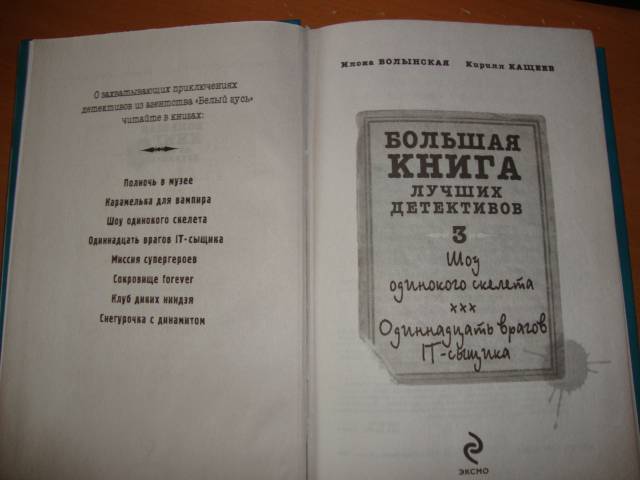 О захватывающих приключениях
детективов из агентства «Белый гусь»
читайте в книгах:
Полночь в музее
Карамелька для вампира
Шоу одинокого скелета
Одиннадцать врагов IT-сыщика
Миссия супергероев
Сокровище forever
Клуб диких ниндзя
Снегурочка с динамитом
Илона ВОЛЫНСКАЯ Кирилл КАЩЕЕВ
БОЛЬШАЯ
КНИГА
ЛУЧШИХ
ДЕТЕКТИВОВ
3
Шоу
одинокого скелета
xxx
Одиннадцать врагов
IT-сыщика
ЭКСМО